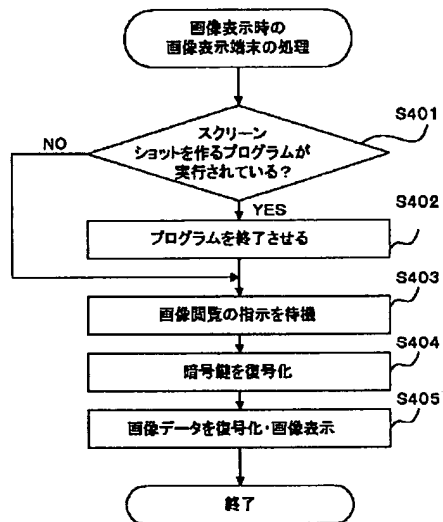 画像表示時の
画像表示端末の処理
S401
スクリーン
ショットを作るプログラムが
実行されている？
NO
YES
S402
プログラムを終了させる
S403
画像閲覧の指示を待機
S404
暗号鍵を復号化
S405
画像データを復号化・画像表示
終了